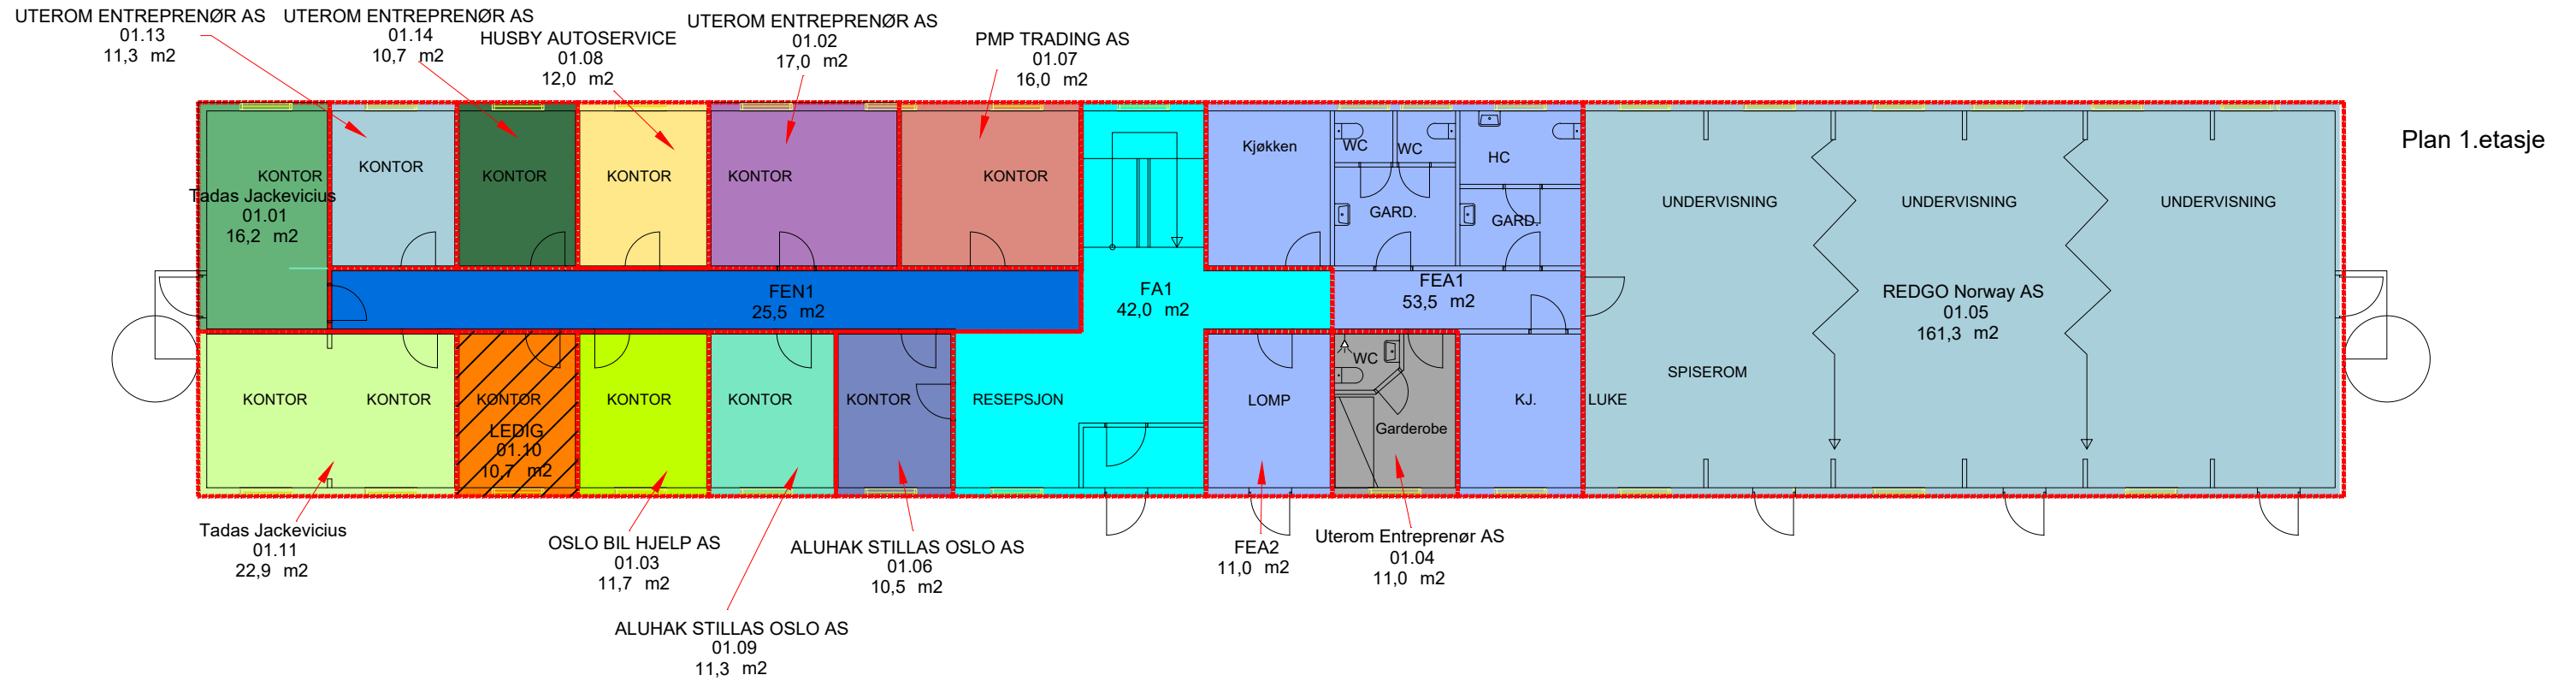 UTEROM ENTREPRENØR AS
01.13
11,3 m2
UTEROM ENTREPRENØR AS
01.14
10,7 m2
HUSBY AUTOSERVICE
01.08
12,0 m2
UTEROM ENTREPRENØR AS
01.02
17,0 m2
PMP TRADING AS
01.07
16,0 m2
Plan 1.etasje
KONTOR
Tadas Jackevicius
01.01
16,2 m2
KONTOR
KONTOR
KONTOR
KONTOR
KONTOR
Kjøkken
WC
WC
HC
GARD.
GARD.
UNDERVISNING
UNDERVISNING
UNDERVISNING
FEN1
25,5 m2
FA1
42,0 m2
FEA1
53,5 m2
REDGO Norway AS
01.05
161,3 m2
KONTOR
KONTOR
KONTOR
LEDIG
01.10
10,7 m2
KONTOR
KONTOR
KONTOR
RESEPSJON
LOMP
WC
Garderobe
KJ.
LUKE
SPISEROM
Tadas Jackevicius
01.11
22,9 m2
OSLO BIL HJELP AS
01.03
11,7 m2
ALUHAK STILLAS OSLO AS
01.09
11,3 m2
ALUHAK STILLAS OSLO AS
01.06
10,5 m2
FEA2
11,0 m2
Uterom Entreprenør AS
01.04
11,0 m2